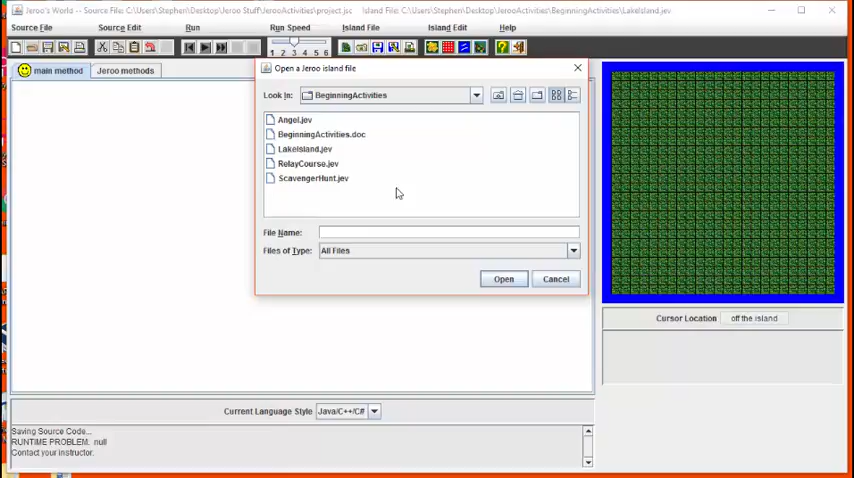 Jeroo's World -- Source File: C:\Users\Stephen\Desktop\Jeroo Stuff\JerooActivities\project.jsc Island File: C:\Users\Stephen\Desktop\JerooActivities\BeginningActivities\LakeIsland.jev
Source File Source Edit Run Run Speed Island File Island Edit Help
1 2 3 4 5 6
main method Jeroo methods
Open a Jeroo island file
Look In: BeginningActivities
Angel.jev
BeginningActivities.doc
LakeIsland.jev
RelayCourse.jev
ScavengerHunt.jev
File Name:
Files of Type: All Files
Open Cancel
Cursor Location off the island
Current Language Style Java/C++/C#
Saving Source Code...
RUNTIME PROBLEM. null
Contact your instructor.